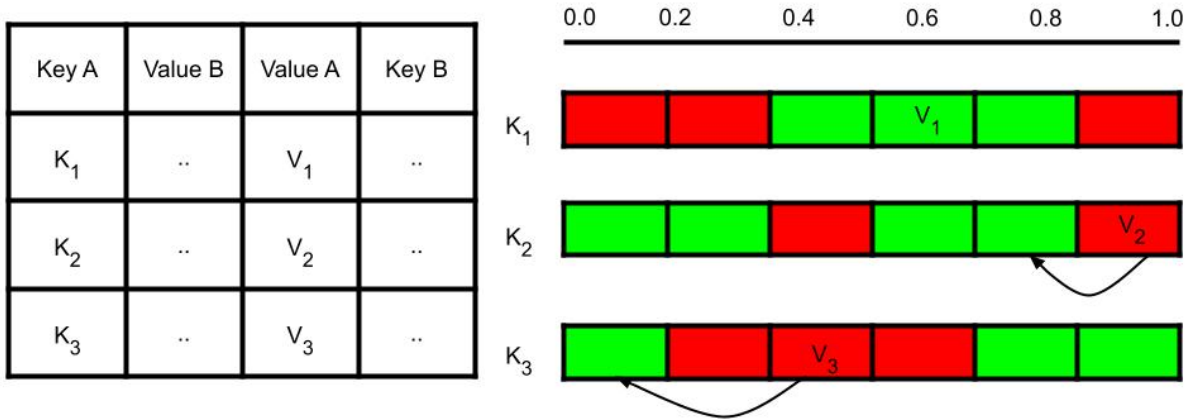 Key A Value B Value A Key B
K₁ .. V₁ ..
K₂ .. V₂ ..
K₃ .. V₃ ..
0.0 0.2 0.4 0.6 0.8 1.0
K₁ V₁
K₂ V₂
K₃ V₃